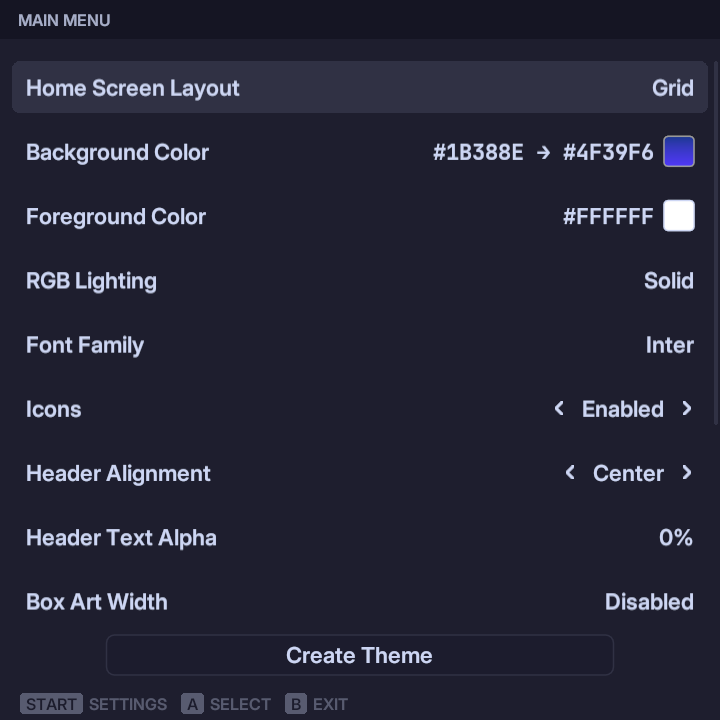 MAIN MENU
Home Screen Layout Grid
Background Color #1B388E → #4F39F6
Foreground Color #FFFFFF
RGB Lighting Solid
Font Family Inter
Icons < Enabled >
Header Alignment < Center >
Header Text Alpha 0%
Box Art Width Disabled
Create Theme
START SETTINGS A SELECT B EXIT